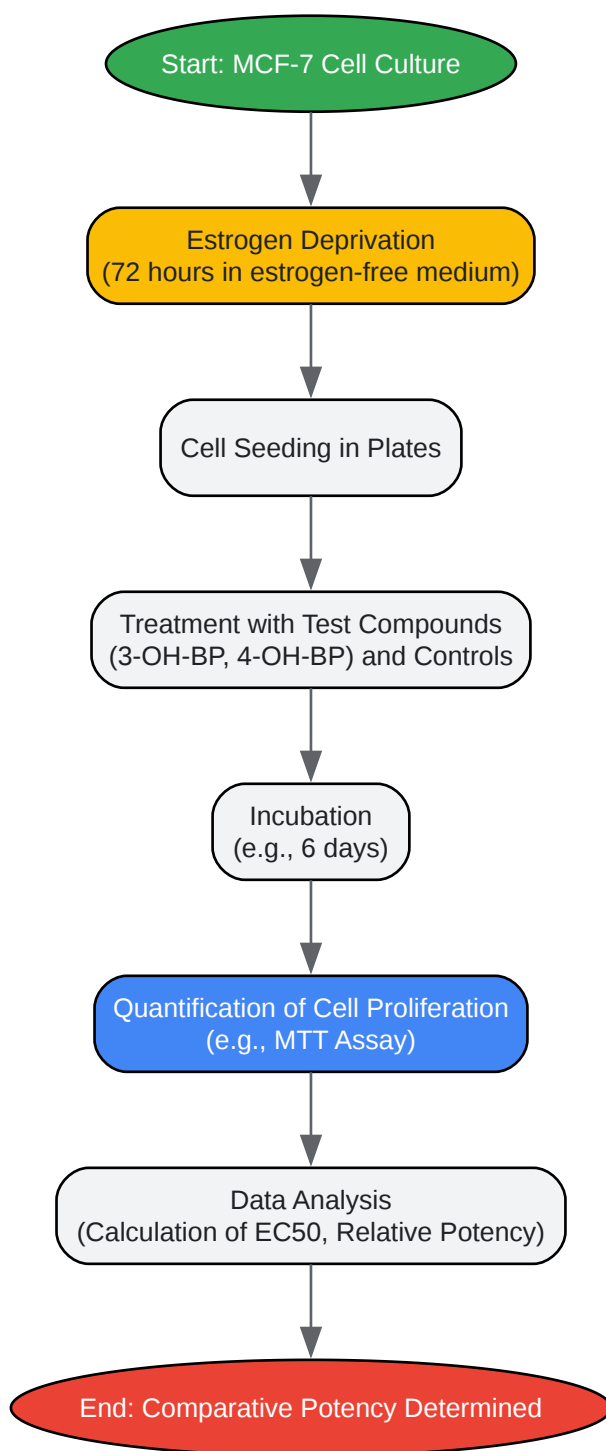 Start: MCF-7 Cell Culture
Estrogen Deprivation
(72 hours in estrogen-free medium)
Cell Seeding in Plates
Treatment with Test Compounds
(3-OH-BP, 4-OH-BP) and Controls
Incubation
(e.g., 6 days)
Quantification of Cell Proliferation
(e.g., MTT Assay)
Data Analysis
(Calculation of EC50, Relative Potency)
End: Comparative Potency Determined